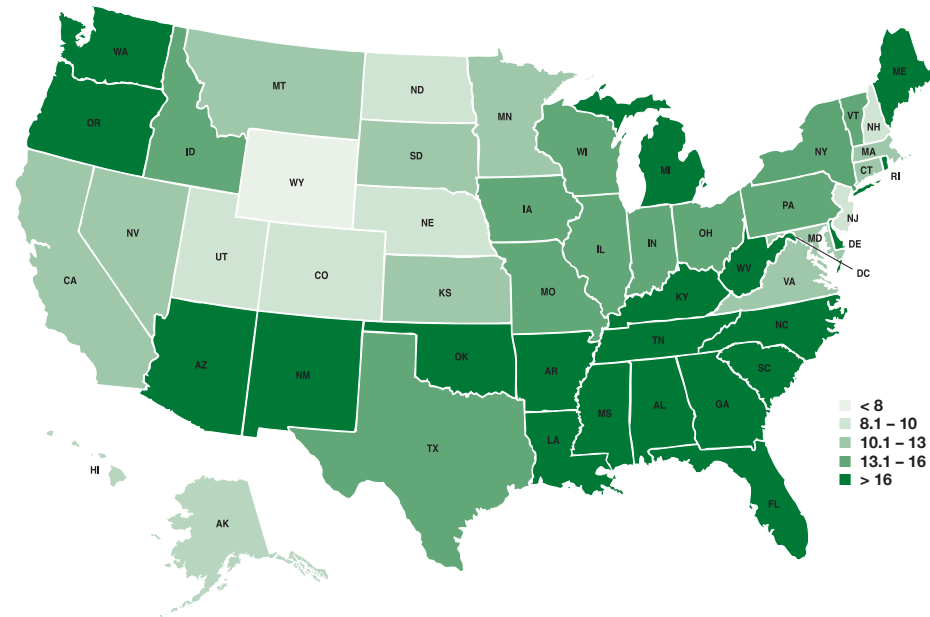 WA
ME
MT
ND
VT
MN
OR
NH
ID
WI
NY
MA
SD
MI
CT
RI
WY
IA
PA
NE
NJ
NV
OH
IL
IN
MD
DE
UT
CO
WV
DC
CA
VA
KS
MO
KY
NC
TN
OK
AZ
SC
AR
NM
AL
GA
MS
< 8
8.1 – 10
LA
10.1 – 13
TX
13.1 – 16
HI
> 16
FL
AK